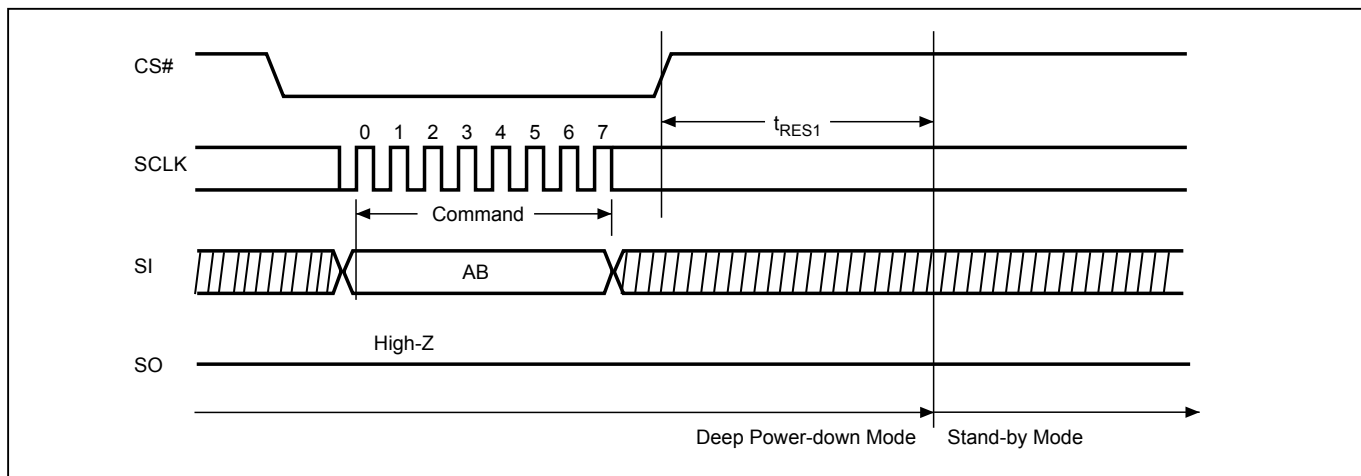 CS#
tRES1
0 1 2 3 4 5 6 7
SCLK
Command
SI
AB
High-Z
SO
Deep Power-down Mode Stand-by Mode